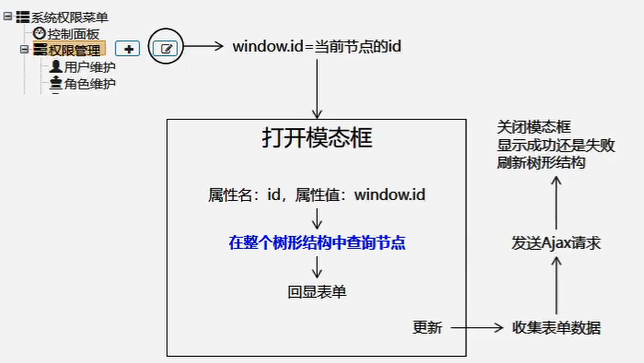 系统权限菜单
控制面板
权限管理
用户维护
角色维护
window.id=当前节点的id
打开模态框
属性名：id，属性值：window.id
在整个树形结构中查询节点
回显表单
更新
收集表单数据
发送Ajax请求
关闭模态框
显示成功还是失败
刷新树形结构